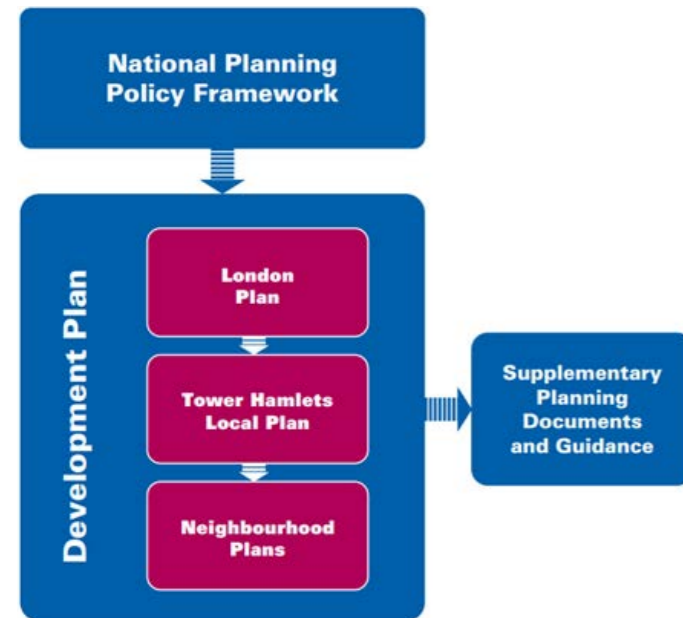 National Planning
Policy Framework
Development Plan
London
Plan
Tower Hamlets
Local Plan
Neighbourhood
Plans
Supplementary
Planning
Documents
and Guidance